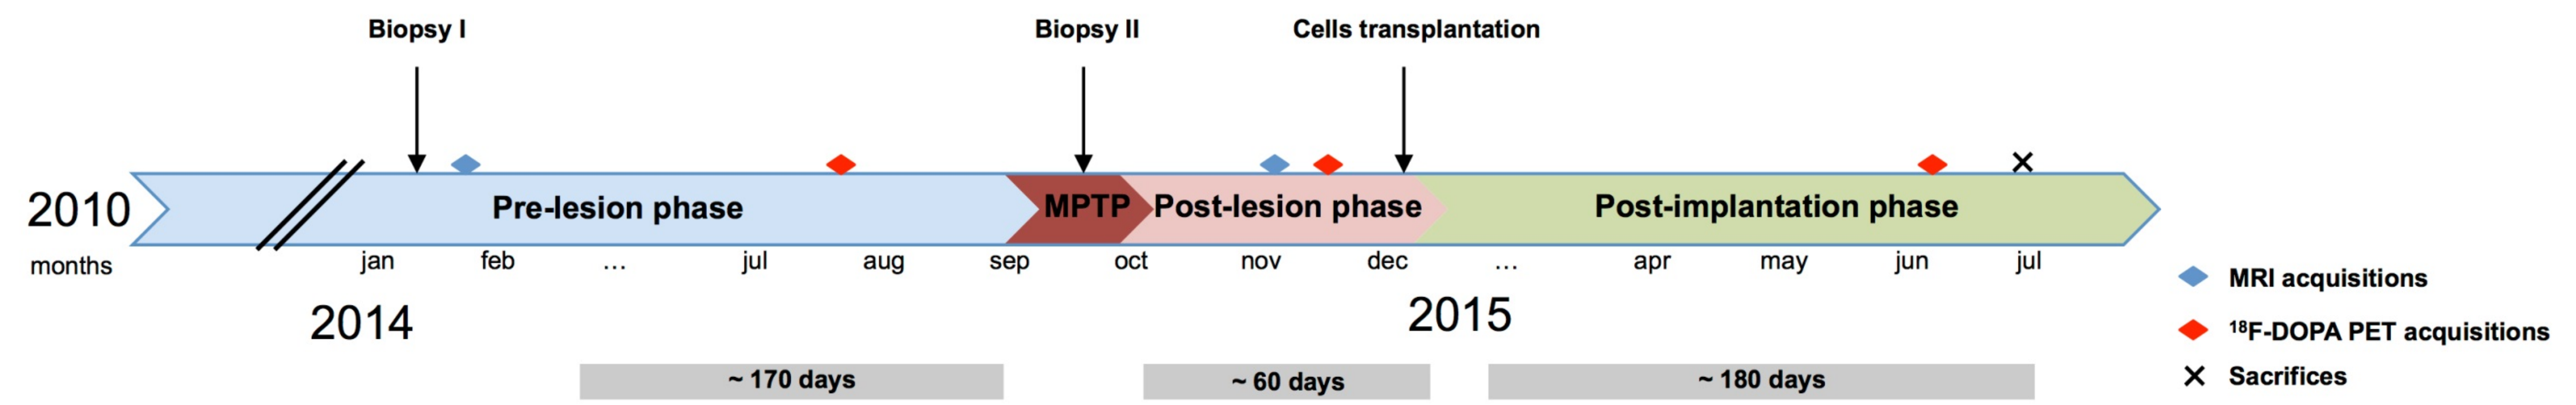 Biopsy I Biopsy II Cells transplantation
2010 Pre-lesion phase MPTP Post-lesion phase Post-implantation phase
months jan feb ... jul aug sep oct nov dec ... apr may jun jul
2014 2015
~ 170 days ~ 60 days ~ 180 days
MRI acquisitions
¹⁸F-DOPA PET acquisitions
Sacrifices